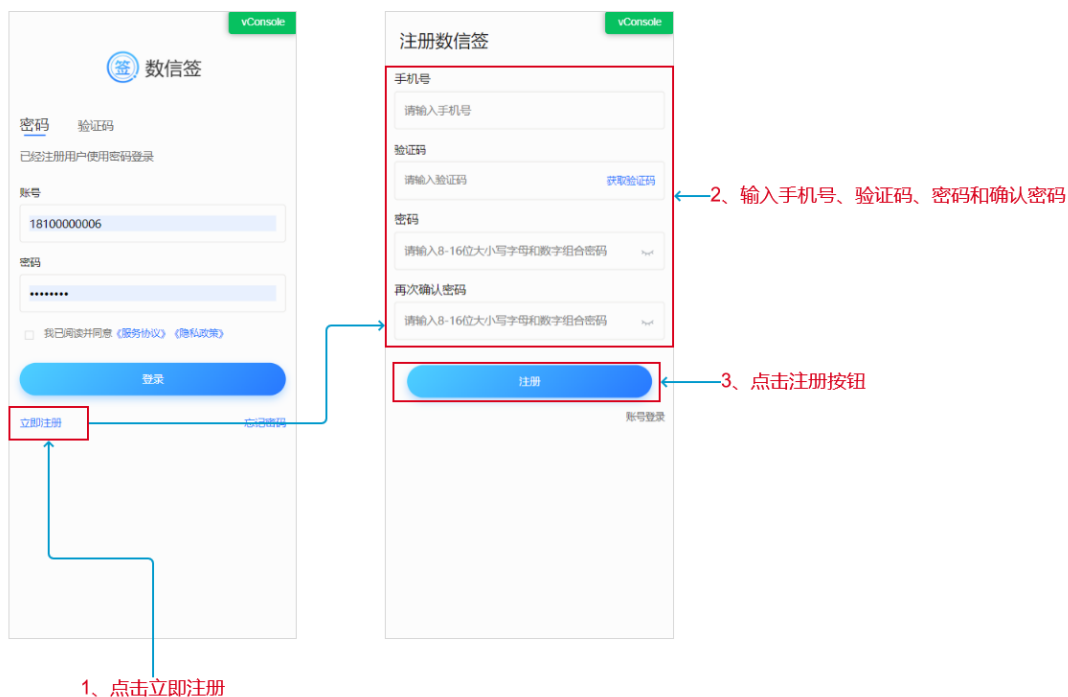 vConsole
签 数信签
密码 验证码
已经注册用户使用密码登录
账号
18100000006
密码
我已阅读并同意《服务协议》《隐私政策》
登录
立即注册 忘记密码
1、点击立即注册
vConsole
注册数信签
手机号
请输入手机号
验证码
请输入验证码 获取验证码
密码
请输入8-16位大小写字母和数字组合密码
再次确认密码
请输入8-16位大小写字母和数字组合密码
注册
账号登录
2、输入手机号、验证码、密码和确认密码
3、点击注册按钮